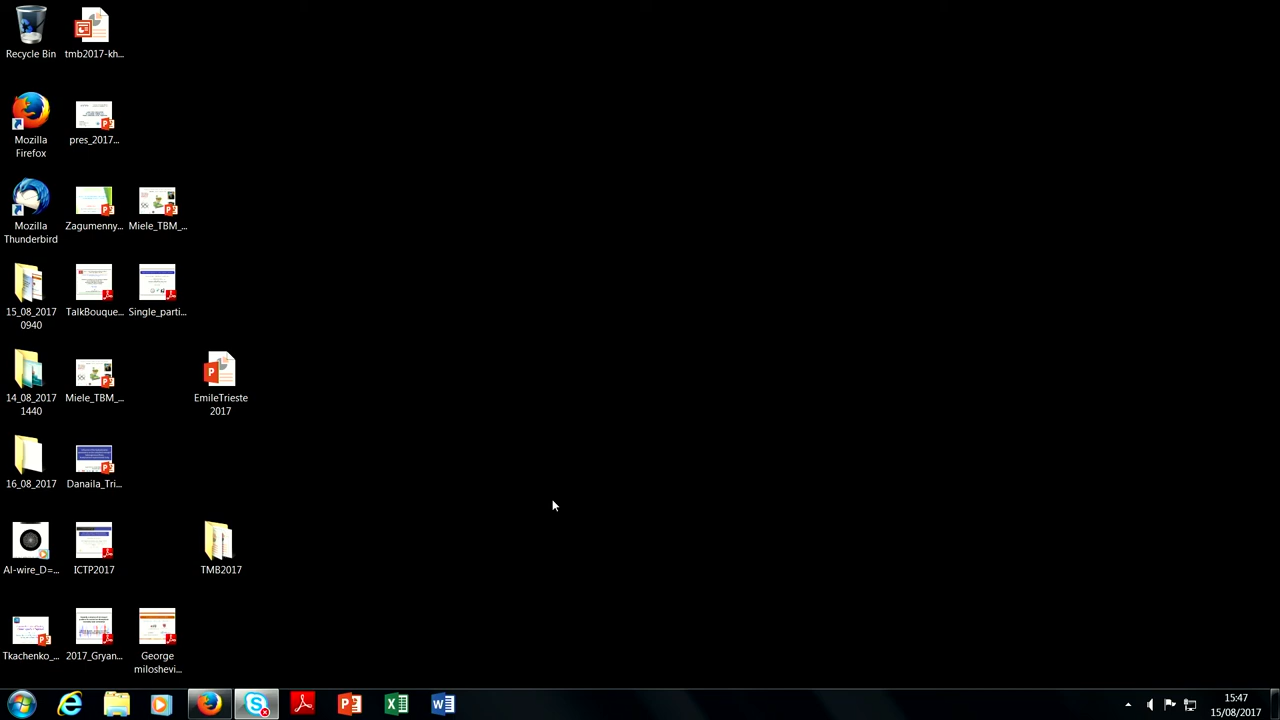 Recycle Bin
tmb2017-kh...
Mozilla
Firefox
pres_2017...
Mozilla
Thunderbird
Zagumenny...
Miele_TBM_...
15_08_2017
0940
TalkBouque...
Single_parti...
14_08_2017
1440
Miele_TBM_...
EmileTrieste
2017
16_08_2017
Danaila_Tri...
Al-wire_D=...
ICTP2017
TMB2017
Tkachenko_...
2017_Gryan...
George
miloshevi...
15:47
15/08/2017